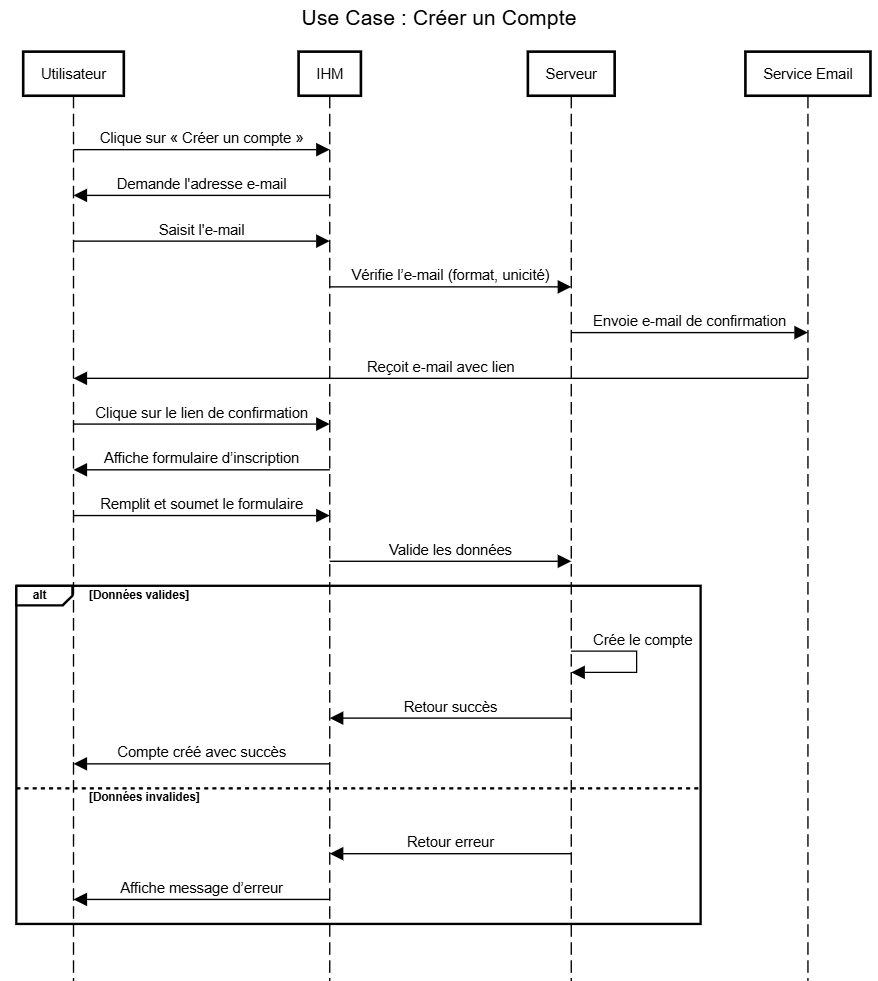 Use Case : Créer un Compte
Utilisateur
IHM
Serveur
Service Email
Clique sur « Créer un compte »
Demande l'adresse e-mail
Saisit l'e-mail
Vérifie l’e-mail (format, unicité)
Envoie e-mail de confirmation
Reçoit e-mail avec lien
Clique sur le lien de confirmation
Affiche formulaire d’inscription
Remplit et soumet le formulaire
Valide les données
alt
[Données valides]
Crée le compte
Retour succès
Compte créé avec succès
[Données invalides]
Retour erreur
Affiche message d’erreur